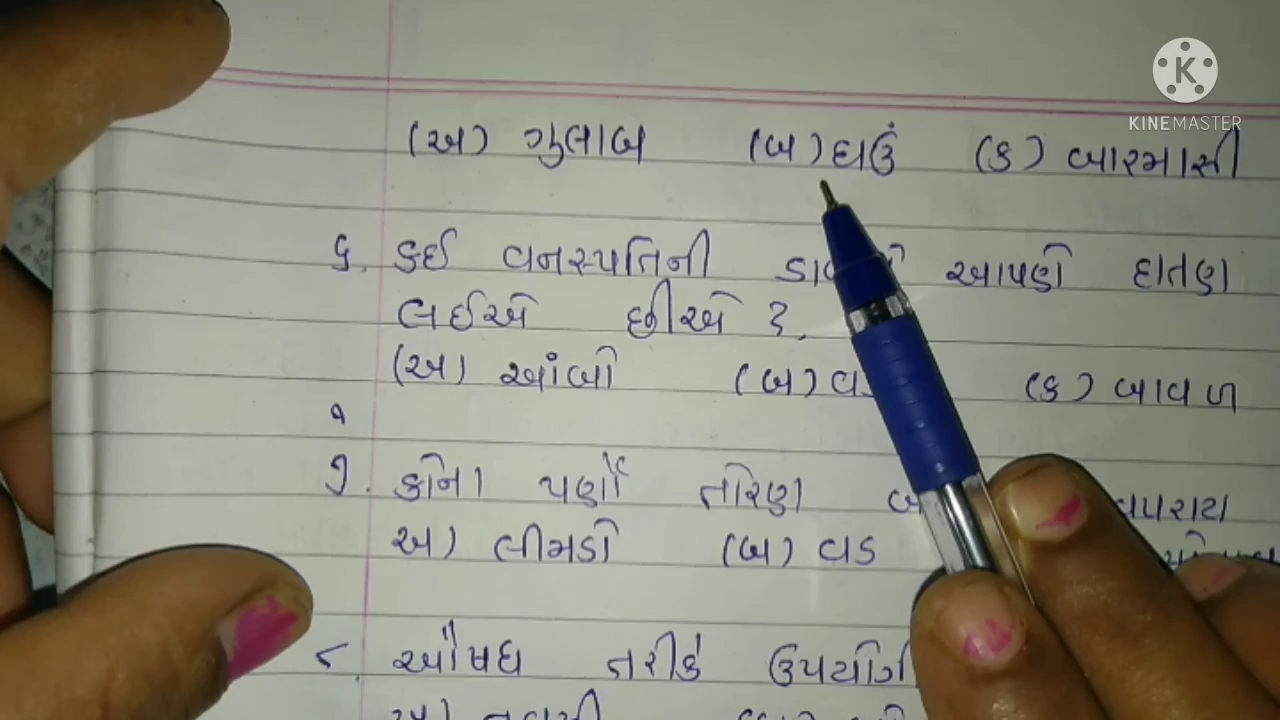 (અ) ગુલાબ (બ) ઘઉં (ક) બારમાસી
KINEMASTER
૬. કઈ વનસ્પતિની આપણે દાતણ
લઈએ છીએ ?
(અ) આંબો (બ) (ક) બાવળ
૧
૭. કોના પર્ણો તોરણ વપરાય
અ) લીમડો (બ) વડ
૮. ઔષધ તરીકે